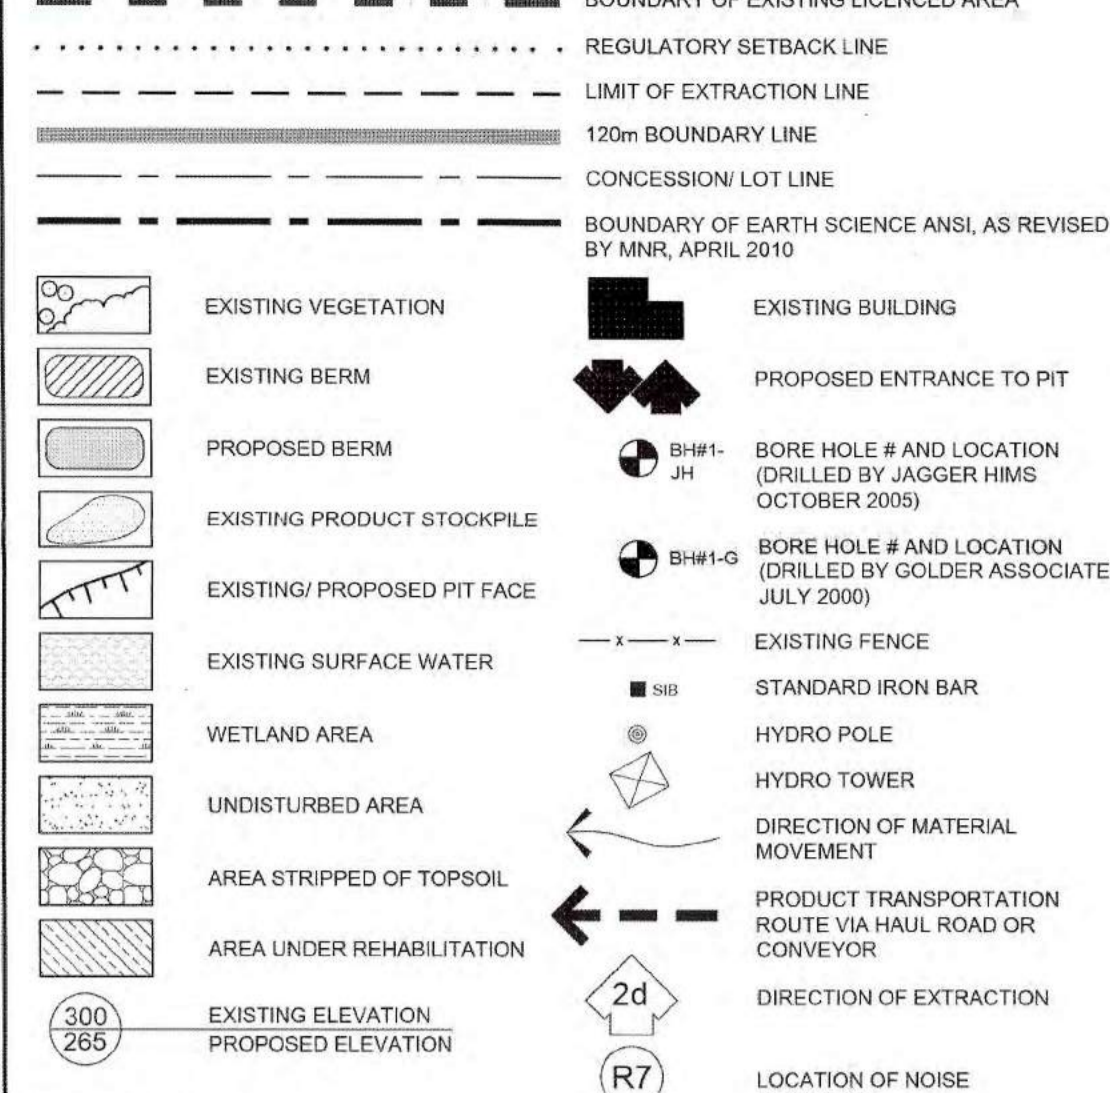 BOUNDARY OF EXISTING LICENCED AREA
REGULATORY SETBACK LINE
LIMIT OF EXTRACTION LINE
120m BOUNDARY LINE
CONCESSION/ LOT LINE
BOUNDARY OF EARTH SCIENCE ANSI, AS REVISED
BY MNR, APRIL 2010
EXISTING VEGETATION
EXISTING BERM
PROPOSED BERM
EXISTING PRODUCT STOCKPILE
EXISTING/ PROPOSED PIT FACE
EXISTING SURFACE WATER
WETLAND AREA
UNDISTURBED AREA
AREA STRIPPED OF TOPSOIL
AREA UNDER REHABILITATION
300
265
EXISTING ELEVATION
PROPOSED ELEVATION
EXISTING BUILDING
PROPOSED ENTRANCE TO PIT
BH#1-
JH
BORE HOLE # AND LOCATION
(DRILLED BY JAGGER HIMS
OCTOBER 2005)
BH#1-G
BORE HOLE # AND LOCATION
(DRILLED BY GOLDER ASSOCIATE
JULY 2000)
x x
EXISTING FENCE
SIB
STANDARD IRON BAR
HYDRO POLE
HYDRO TOWER
DIRECTION OF MATERIAL
MOVEMENT
PRODUCT TRANSPORTATION
ROUTE VIA HAUL ROAD OR
CONVEYOR
2d
DIRECTION OF EXTRACTION
R7
LOCATION OF NOISE